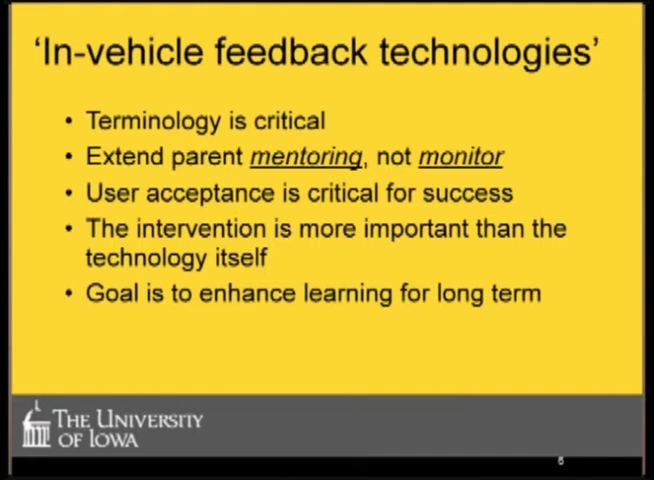 'In-vehicle feedback technologies'
• Terminology is critical
• Extend parent mentoring, not monitor
• User acceptance is critical for success
• The intervention is more important than the
technology itself
• Goal is to enhance learning for long term
THE UNIVERSITY
OF IOWA